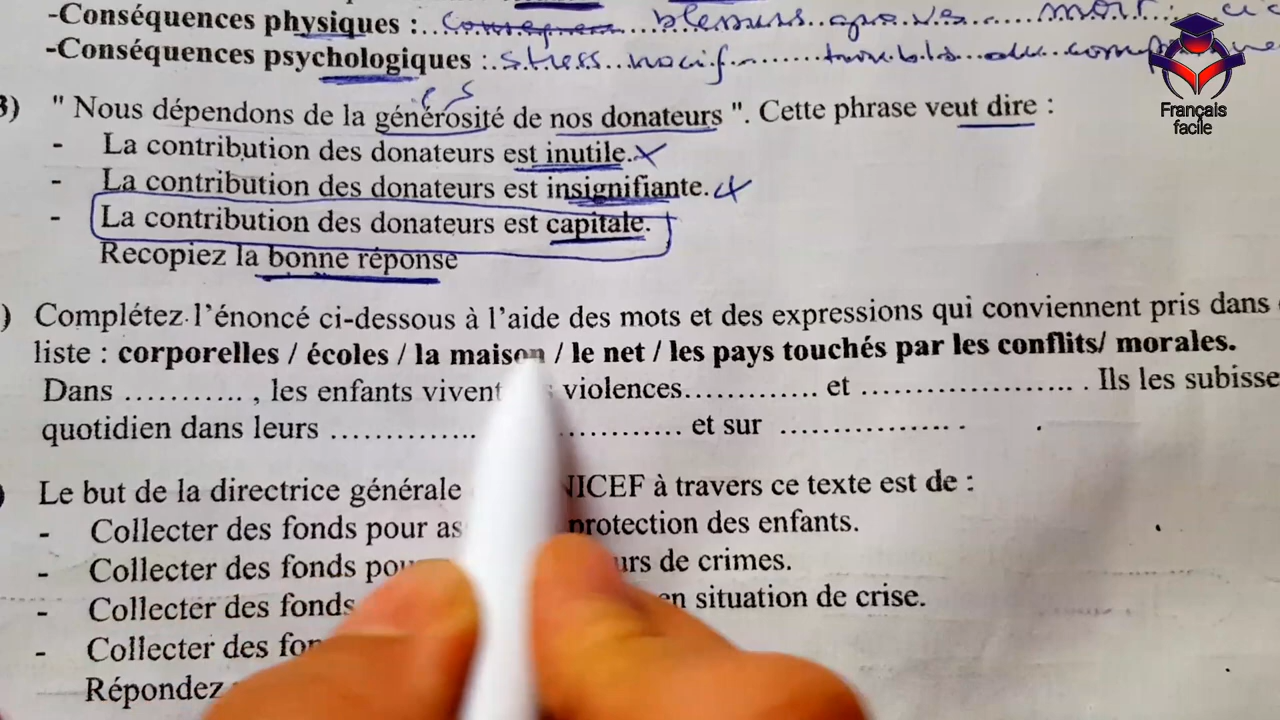 -Conséquences physiques : blessures graves mort
-Conséquences psychologiques : stress nocif trouble du
Français
facile
3) " Nous dépendons de la générosité de nos donateurs ". Cette phrase veut dire :
- La contribution des donateurs est inutile.
- La contribution des donateurs est insignifiante.
- La contribution des donateurs est capitale.
Recopiez la bonne réponse
) Complétez l'énoncé ci-dessous à l'aide des mots et des expressions qui conviennent pris dans
liste : corporelles / écoles / la maison / le net / les pays touchés par les conflits/ morales.
Dans ……….. , les enfants vivent violences…………. et ………………….. . Ils les subisse
quotidien dans leurs ………….. ………… et sur ……………. .
) Le but de la directrice générale NICEF à travers ce texte est de :
- Collecter des fonds pour as protection des enfants.
- Collecter des fonds pou urs de crimes.
- Collecter des fonds en situation de crise.
- Collecter des fon
Répondez